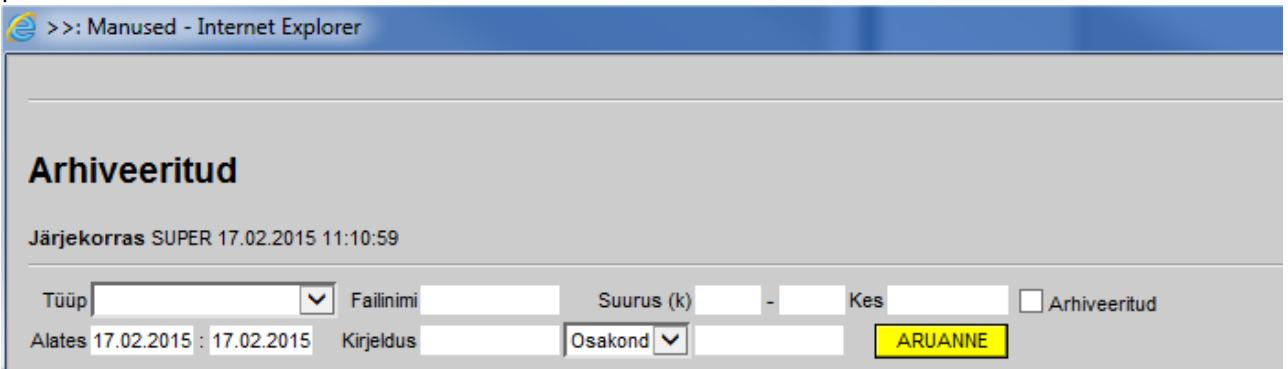 >>: Manused - Internet Explorer
Arhiveeritud
Järjekorras SUPER 17.02.2015 11:10:59
Tüüp Failinimi Suurus (k) - Kes Arhiveeritud
Alates 17.02.2015 : 17.02.2015 Kirjeldus Osakond ARUANNE